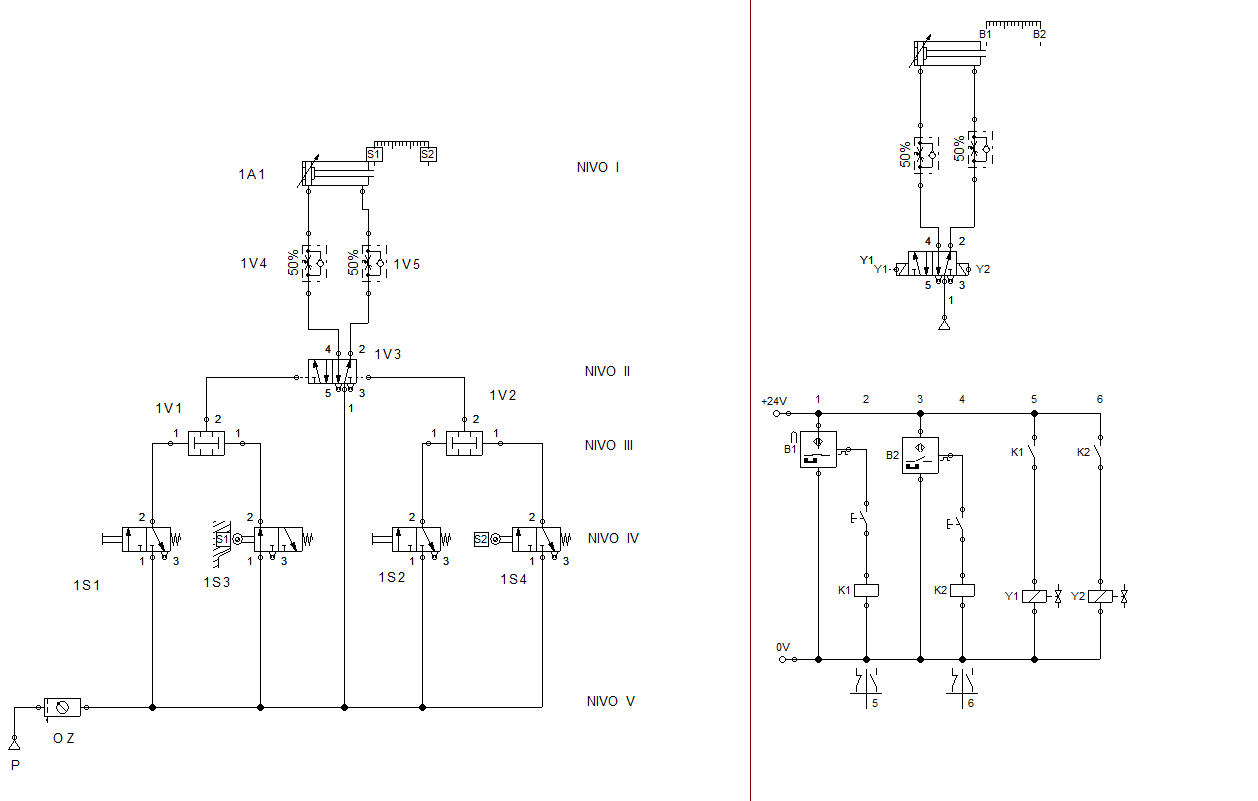 S1
S2
1A1
NIVO I
50%
50%
1V4
1V5
4
2
1V3
5
3
1
NIVO II
1V1
2
1
1
1V2
2
1
1
NIVO III
2
1
3
1S1
S1
2
1
3
1S3
2
1
3
1S2
S2
2
1
3
1S4
NIVO IV
NIVO V
OZ
P
B1
B2
50%
50%
4
2
Y1
Y1
Y2
5
3
1
+24V
1
2
3
4
5
6
B1
B2
K1
K2
K1
K2
Y1
Y2
0V
5
6